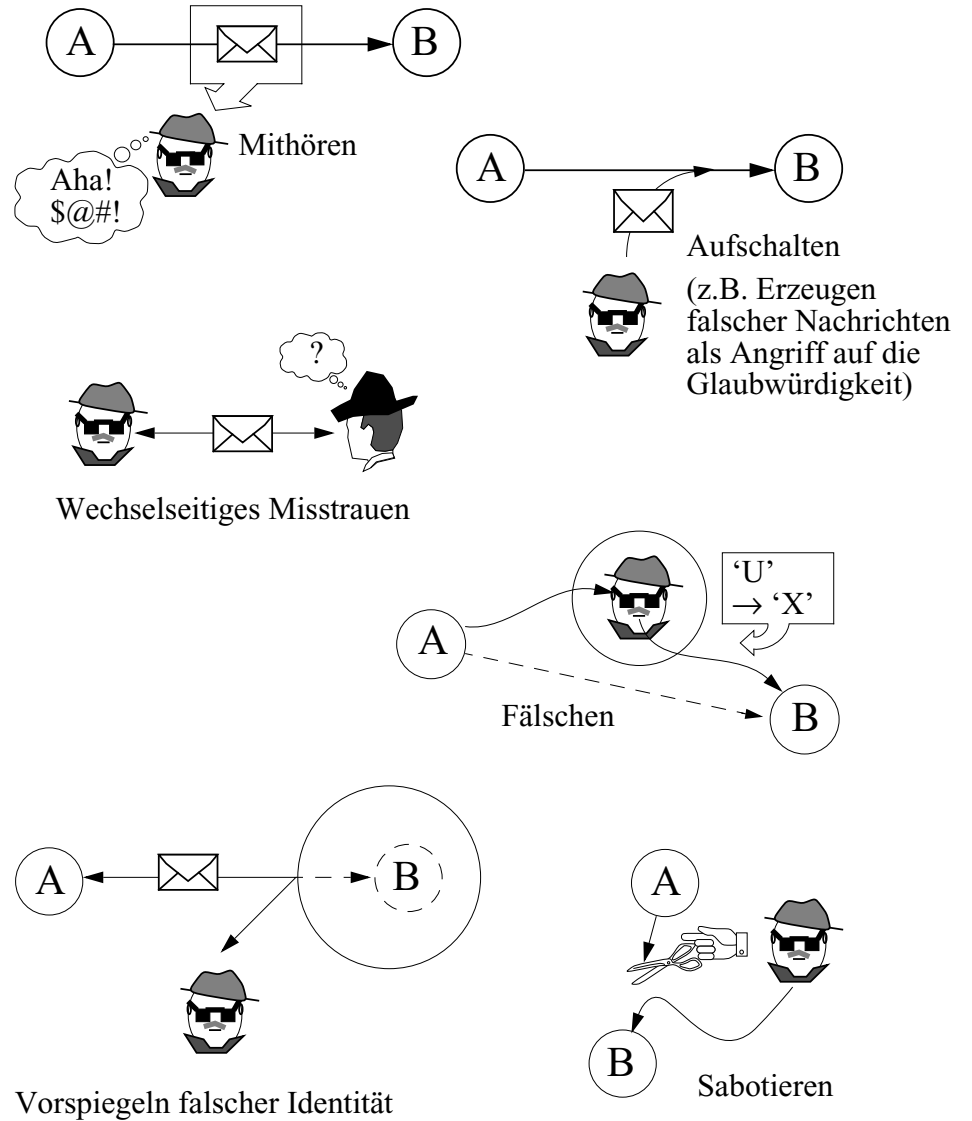 A
B
Mithören
Aha!
$@#!
A
B
Aufschalten
(z.B. Erzeugen
falscher Nachrichten
als Angriff auf die
Glaubwürdigkeit)
?
Wechselseitiges Misstrauen
‘U’
→ ‘X’
A
B
Fälschen
A
B
Vorspiegeln falscher Identität
A
B
Sabotieren